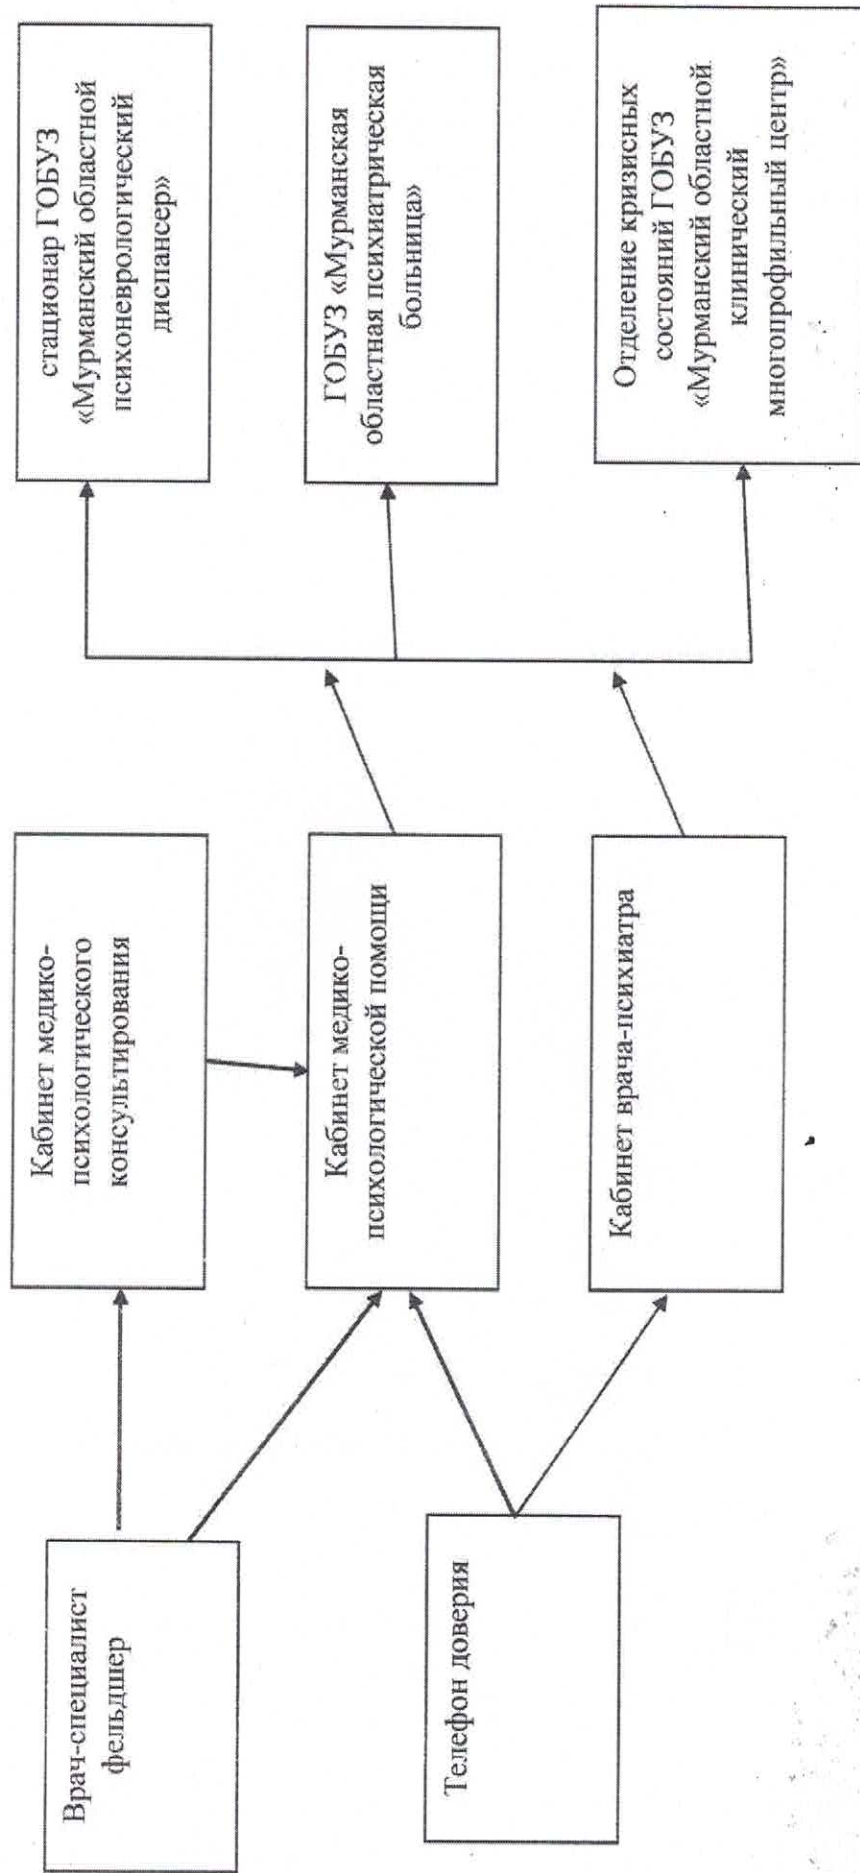 Врач-специалист
фельдшер
Телефон доверия
Кабинет медико-
психологического
консультирования
Кабинет медико-
психологической помощи
Кабинет врача-психиатра
стационар ГОБУЗ
«Мурманский областной
психоневрологический
диспансер»
ГОБУЗ «Мурманская
областная психиатрическая
больница»
Отделение кризисных
состояний ГОБУЗ
«Мурманский областной
клинический
многопрофильный центр»